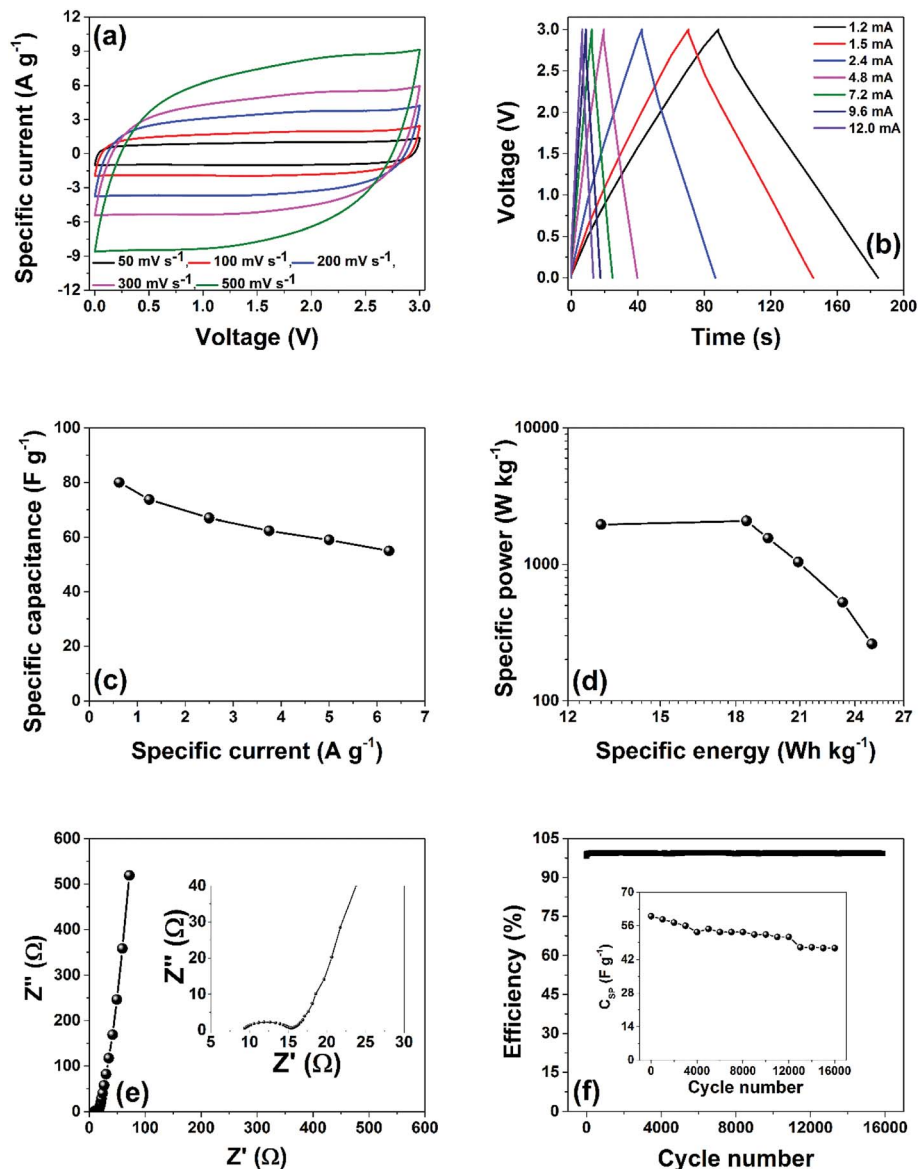 (a)
Specific current (A g⁻¹)
9
6
3
0
-3
-6
-9
-12
50 mV s⁻¹, 100 mV s⁻¹, 200 mV s⁻¹,
300 mV s⁻¹ 500 mV s⁻¹
0.0 0.5 1.0 1.5 2.0 2.5 3.0
Voltage (V)
(b)
Voltage (V)
3.0
2.5
2.0
1.5
1.0
0.5
0.0
1.2 mA
1.5 mA
2.4 mA
4.8 mA
7.2 mA
9.6 mA
12.0 mA
0 40 80 120 160 200
Time (s)
(c)
Specific capacitance (F g⁻¹)
100
80
60
40
20
0
0 1 2 3 4 5 6 7
Specific current (A g⁻¹)
(d)
Specific power (W kg⁻¹)
10000
1000
100
12 15 18 21 24 27
Specific energy (Wh kg⁻¹)
(e)
Z'' (Ω)
600
500
400
300
200
100
0
0 100 200 300 400 500 600
Z' (Ω)
Z'' (Ω)
40
30
20
10
0
5 10 15 20 25 30
Z' (Ω)
(f)
Efficiency (%)
105
90
75
60
45
30
15
0
0 4000 8000 12000 16000
Cycle number
C_SP (F g⁻¹)
70
56
42
28
14
0
0 4000 8000 12000 16000
Cycle number